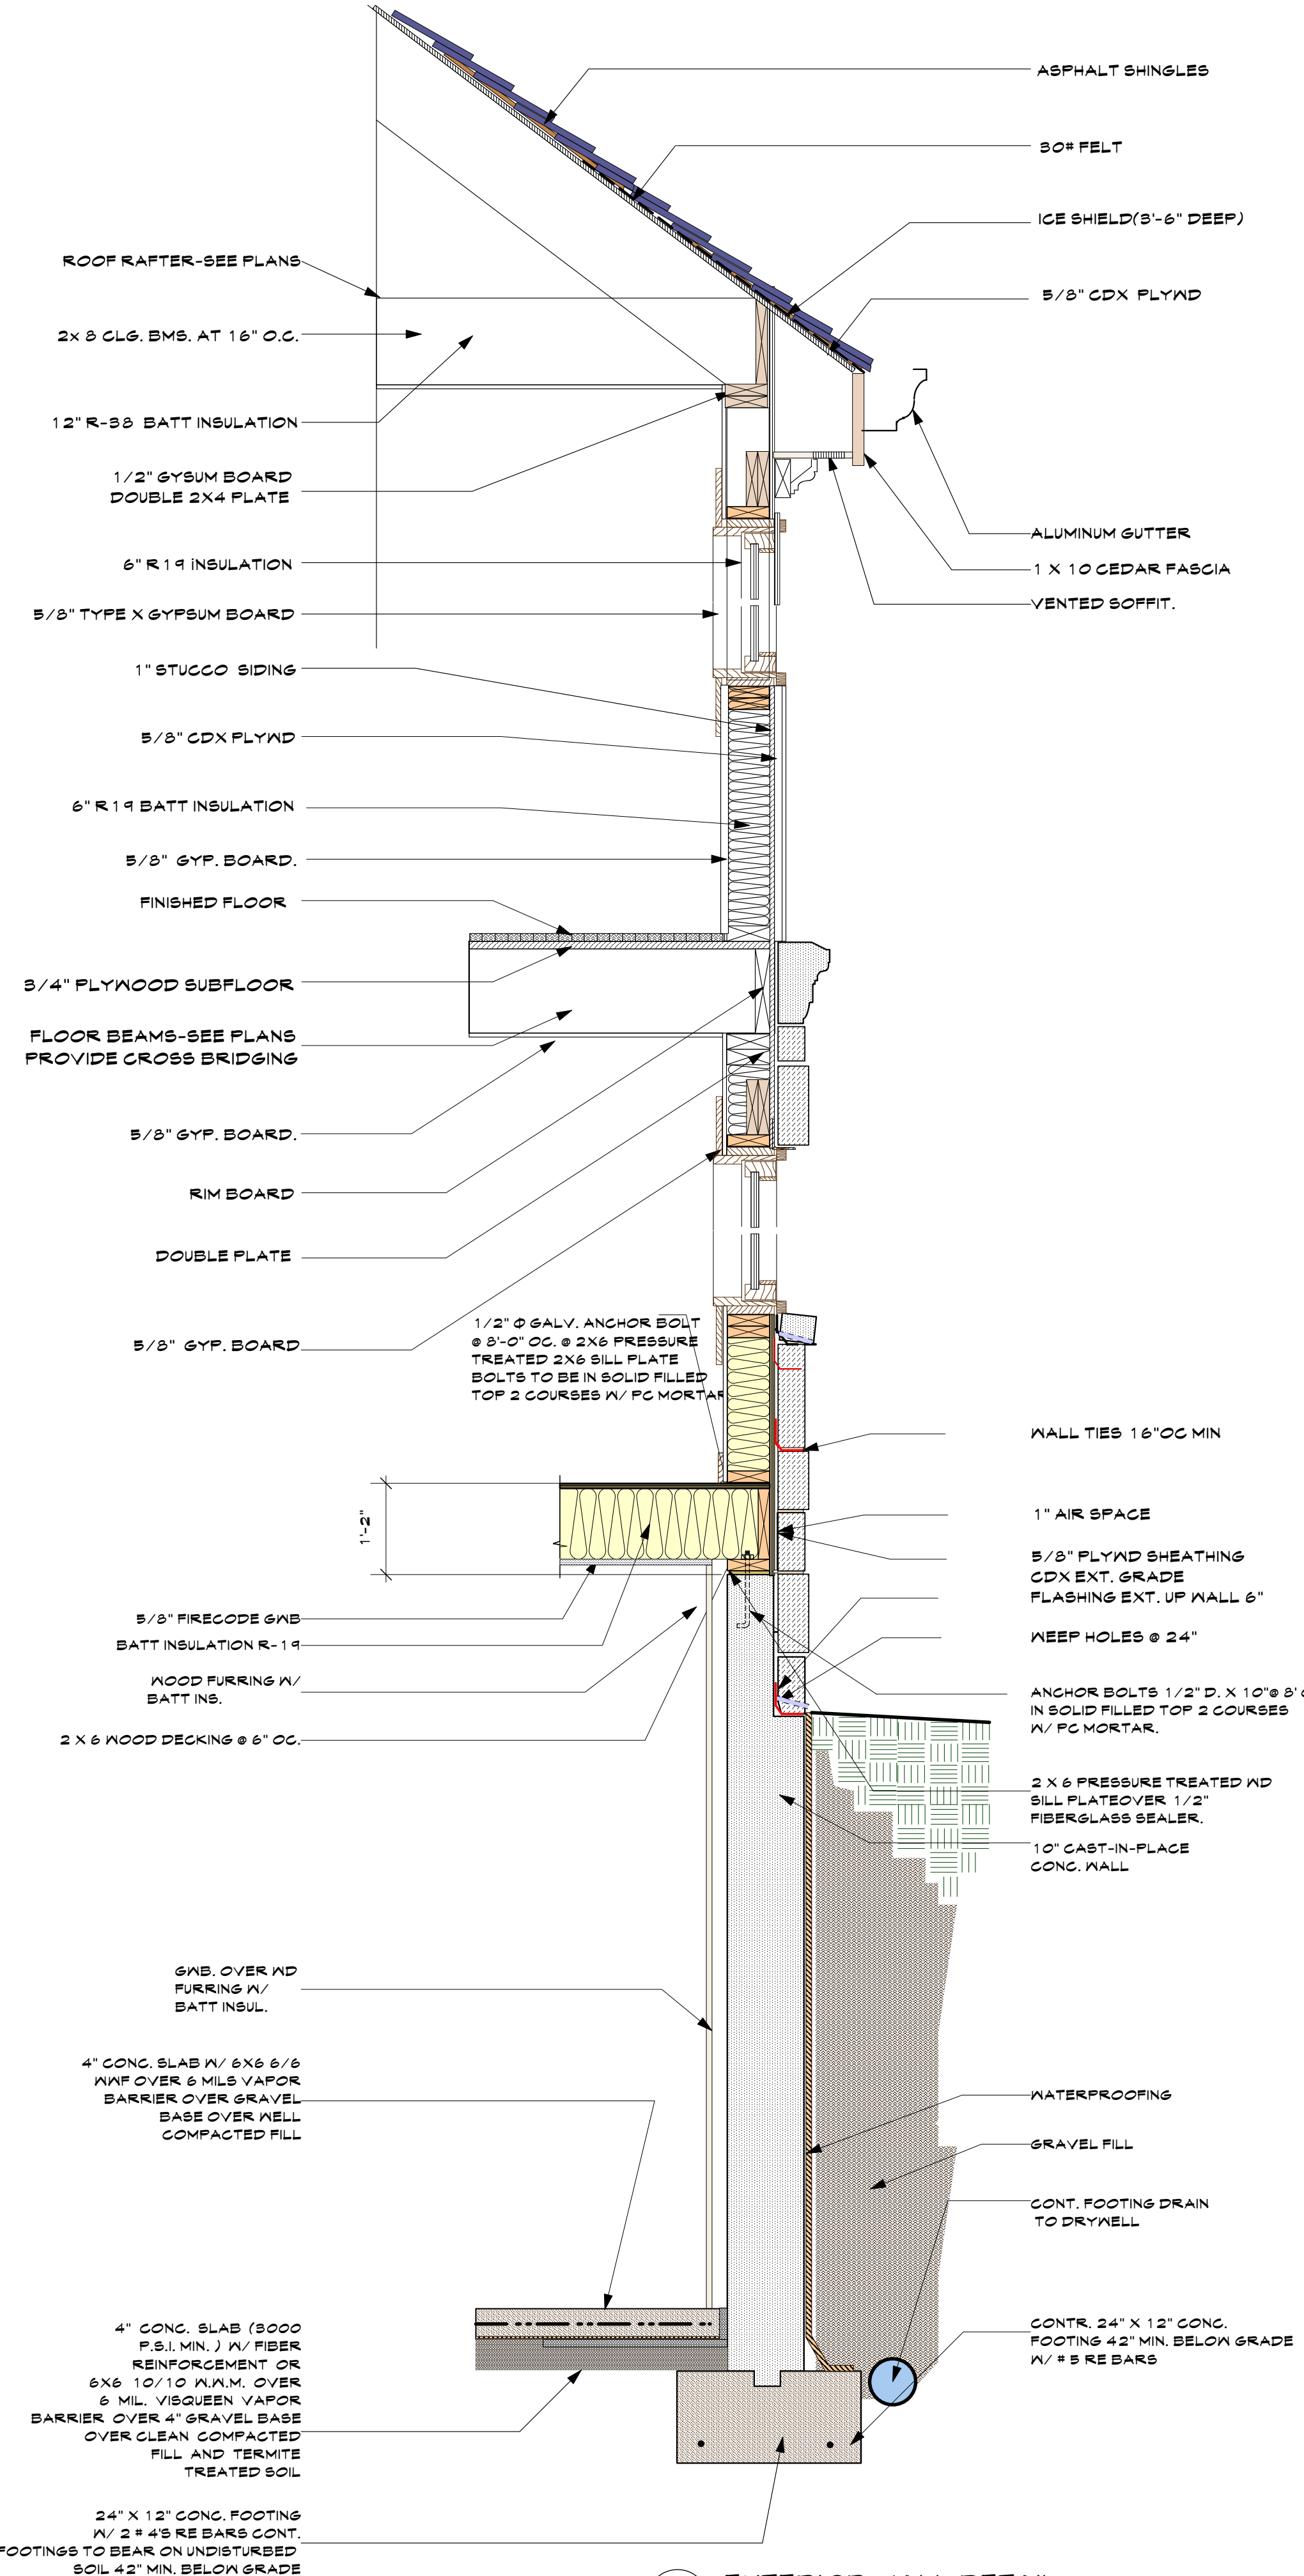 ASPHALT SHINGLES
30# FELT
ICE SHIELD(3'-6" DEEP)
5/8" CDX PLYWD
ROOF RAFTER-SEE PLANS
2x 8 CLG. BMS. AT 16" O.C.
12" R-38 BATT INSULATION
1/2" GYSUM BOARD
DOUBLE 2X4 PLATE
ALUMINUM GUTTER
1 X 10 CEDAR FASCIA
VENTED SOFFIT.
6" R19 INSULATION
5/8" TYPE X GYPSUM BOARD
1" STUCCO SIDING
5/8" CDX PLYWD
6" R19 BATT INSULATION
5/8" GYP. BOARD.
FINISHED FLOOR
3/4" PLYWOOD SUBFLOOR
FLOOR BEAMS-SEE PLANS
PROVIDE CROSS BRIDGING
5/8" GYP. BOARD.
RIM BOARD
DOUBLE PLATE
5/8" GYP. BOARD
1/2" Φ GALV. ANCHOR BOLT
@ 8'-0" OC. @ 2X6 PRESSURE
TREATED 2X6 SILL PLATE
BOLTS TO BE IN SOLID FILLED
TOP 2 COURSES W/ PC MORTAR
1'-2"
WALL TIES 16"OC MIN
1" AIR SPACE
5/8" PLYWD SHEATHING
CDX EXT. GRADE
FLASHING EXT. UP WALL 6"
WEEP HOLES @ 24"
ANCHOR BOLTS 1/2" D. X 10"@ 8'
IN SOLID FILLED TOP 2 COURSES
W/ PC MORTAR.
2 X 6 PRESSURE TREATED WD
SILL PLATEOVER 1/2"
FIBERGLASS SEALER.
10" CAST-IN-PLACE
CONC. WALL
5/8" FIRECODE GWB
BATT INSULATION R-19
WOOD FURRING W/
BATT INS.
2 X 6 WOOD DECKING @ 6" OC.
GWB. OVER WD
FURRING W/
BATT INSUL.
4" CONC. SLAB W/ 6X6 6/6
WWF OVER 6 MILS VAPOR
BARRIER OVER GRAVEL
BASE OVER WELL
COMPACTED FILL
WATERPROOFING
GRAVEL FILL
CONT. FOOTING DRAIN
TO DRYWELL
CONTR. 24" X 12" CONC.
FOOTING 42" MIN. BELOW GRADE
W/ # 5 RE BARS
4" CONC. SLAB (3000
P.S.I. MIN. ) W/ FIBER
REINFORCEMENT OR
6X6 10/10 W.W.M. OVER
6 MIL. VISQUEEN VAPOR
BARRIER OVER 4" GRAVEL BASE
OVER CLEAN COMPACTED
FILL AND TERMITE
TREATED SOIL
24" X 12" CONC. FOOTING
W/ 2 # 4'S RE BARS CONT.
FOOTINGS TO BEAR ON UNDISTURBED
SOIL 42" MIN. BELOW GRADE